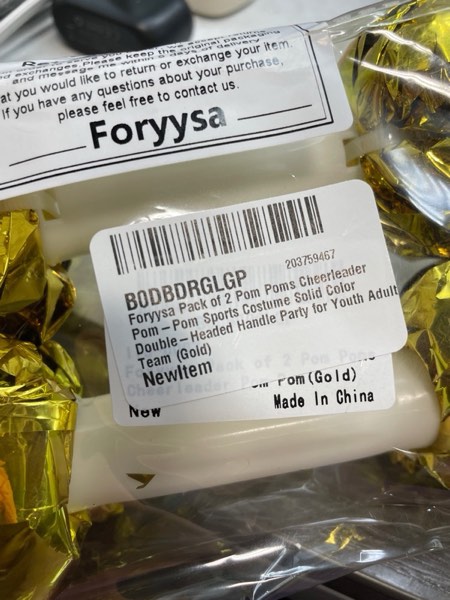 and message
at you would like to return or exchange your item.
If you have any questions about your purchase,
please feel free to contact us.
Foryysa
203759467
B0DBDRGLGP
Foryysa Pack of 2 Pom Poms Cheerleader
Pom-Pom Sports Costume Solid Color
Double-Headed Handle Party for Youth Adult
Team (Gold)
NewItem
Pom(Gold)
New
Made In China